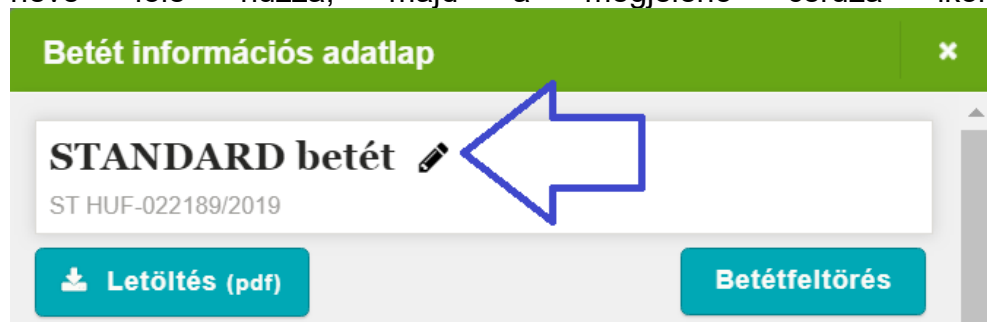 Betét információs adatlap
STANDARD betét
ST HUF-022189/2019
Letöltés (pdf)
Betétfeltörés